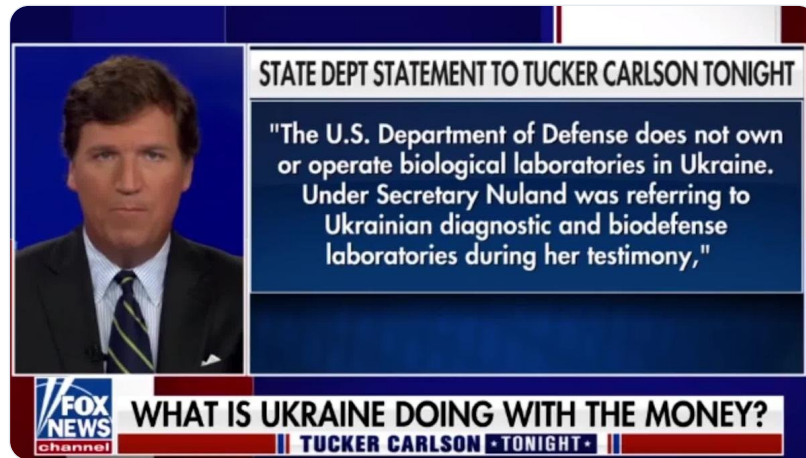 STATE DEPT STATEMENT TO TUCKER CARLSON TONIGHT
"The U.S. Department of Defense does not own
or operate biological laboratories in Ukraine.
Under Secretary Nuland was referring to
Ukrainian diagnostic and biodefense
laboratories during her testimony,"
FOX
NEWS
channel
WHAT IS UKRAINE DOING WITH THE MONEY?
TUCKER CARLSON TONIGHT